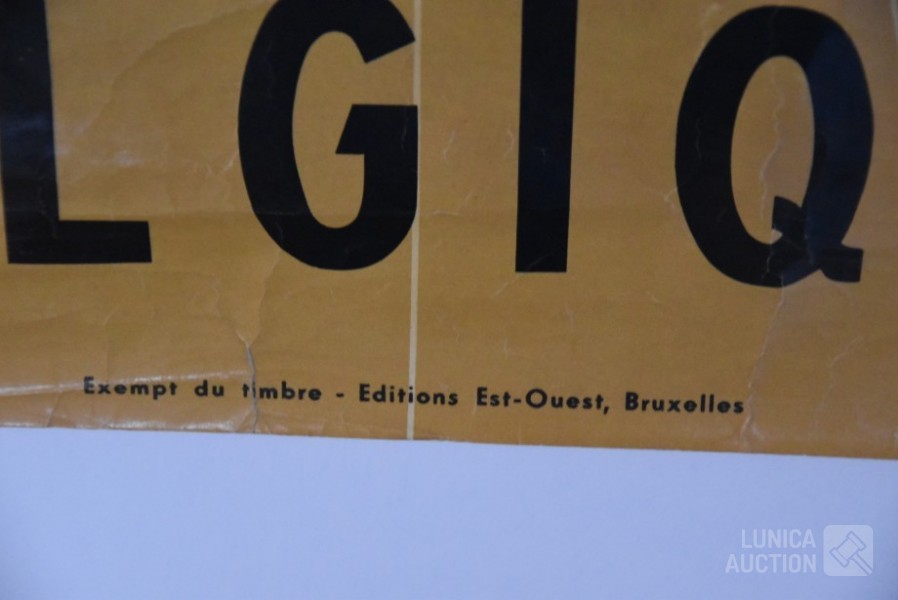 LGIQ
Exempt du timbre - Editions Est-Ouest, Bruxelles
LUNICA
AUCTION